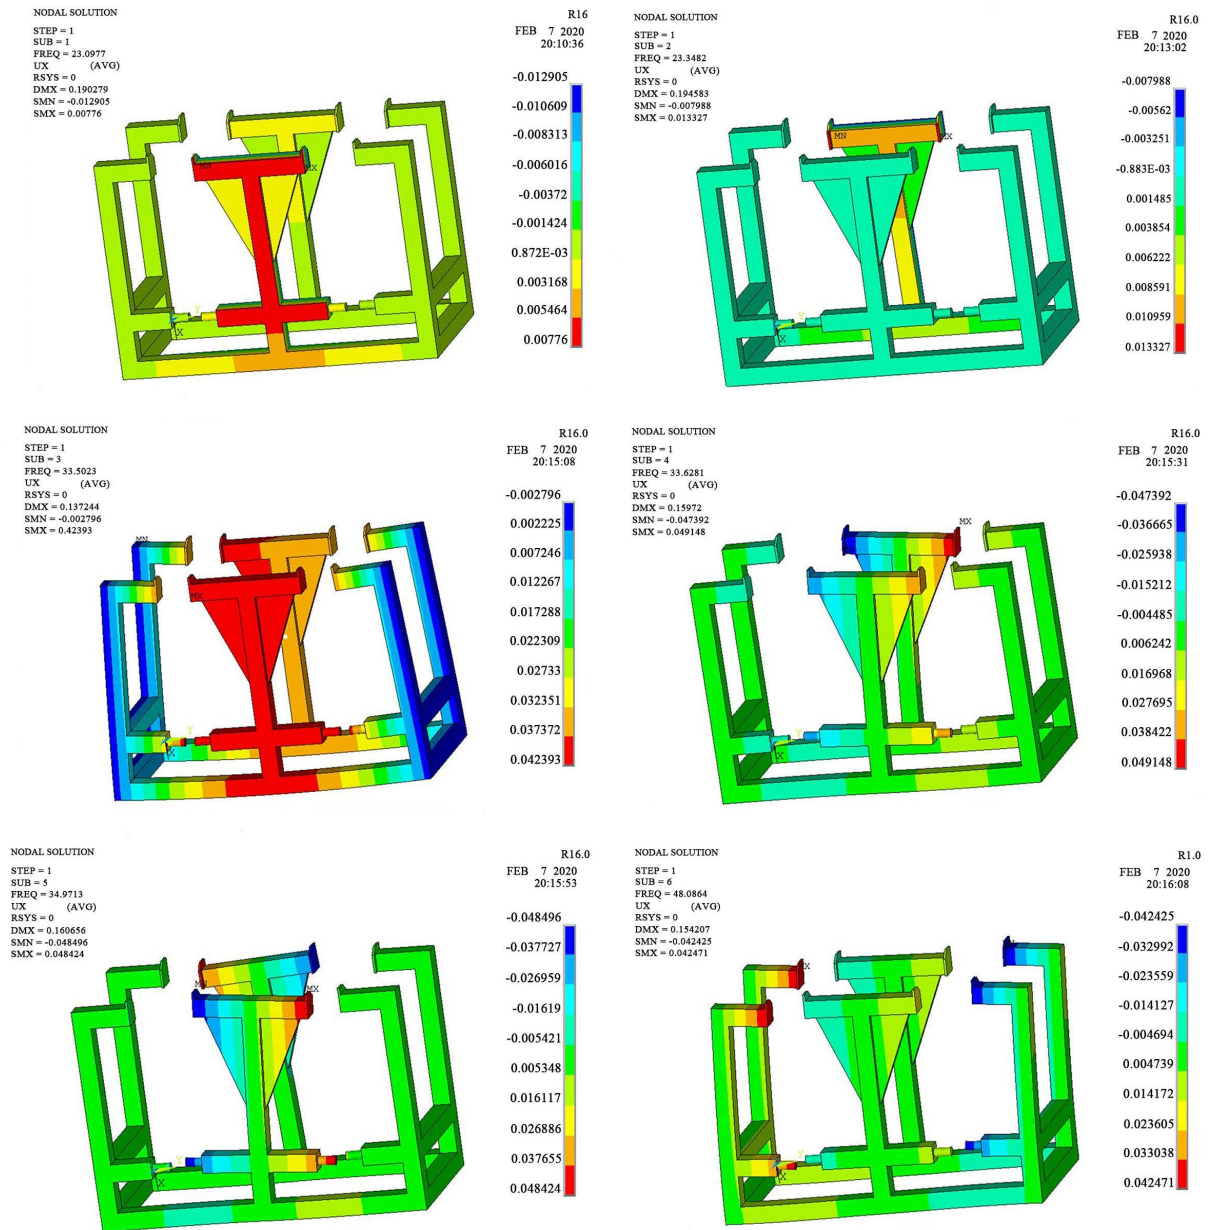 NODAL SOLUTION
STEP = 1
SUB = 1
FREQ = 23.0977
UX (AVG)
RSYS = 0
DMX = 0.190279
SMN = -0.012905
SMX = 0.00776
R16
FEB 7 2020
20:10:36
-0.012905
-0.010609
-0.008313
-0.006016
-0.00372
-0.001424
0.872E-03
0.003168
0.005464
0.00776
MN
MX
Y
X
NODAL SOLUTION
STEP = 1
SUB = 2
FREQ = 23.3482
UX (AVG)
RSYS = 0
DMX = 0.194583
SMN = -0.007988
SMX = 0.013327
R16.0
FEB 7 2020
20:13:02
-0.007988
-0.00562
-0.003251
-0.883E-03
0.001485
0.003854
0.006222
0.008591
0.010959
0.013327
MN
MX
Y
X
NODAL SOLUTION
STEP = 1
SUB = 3
FREQ = 33.5023
UX (AVG)
RSYS = 0
DMX = 0.137244
SMN = -0.002796
SMX = 0.42393
R16.0
FEB 7 2020
20:15:08
-0.002796
0.002225
0.007246
0.012267
0.017288
0.022309
0.02733
0.032351
0.037372
0.042393
MN
MX
Y
X
NODAL SOLUTION
STEP = 1
SUB = 4
FREQ = 33.6281
UX (AVG)
RSYS = 0
DMX = 0.15972
SMN = -0.047392
SMX = 0.049148
R16.0
FEB 7 2020
20:15:31
-0.047392
-0.036665
-0.025938
-0.015212
-0.004485
0.006242
0.016968
0.027695
0.038422
0.049148
MX
Y
X
NODAL SOLUTION
STEP = 1
SUB = 5
FREQ = 34.9713
UX (AVG)
RSYS = 0
DMX = 0.160656
SMN = -0.048496
SMX = 0.048424
R16.0
FEB 7 2020
20:15:53
-0.048496
-0.037727
-0.026959
-0.01619
-0.005421
0.005348
0.016117
0.026886
0.037655
0.048424
MN
MX
Y
X
NODAL SOLUTION
STEP = 1
SUB = 6
FREQ = 48.0864
UX (AVG)
RSYS = 0
DMX = 0.154207
SMN = -0.042425
SMX = 0.042471
R1.0
FEB 7 2020
20:16:08
-0.042425
-0.032992
-0.023559
-0.014127
-0.004694
0.004739
0.014172
0.023605
0.033038
0.042471
X
Y
X